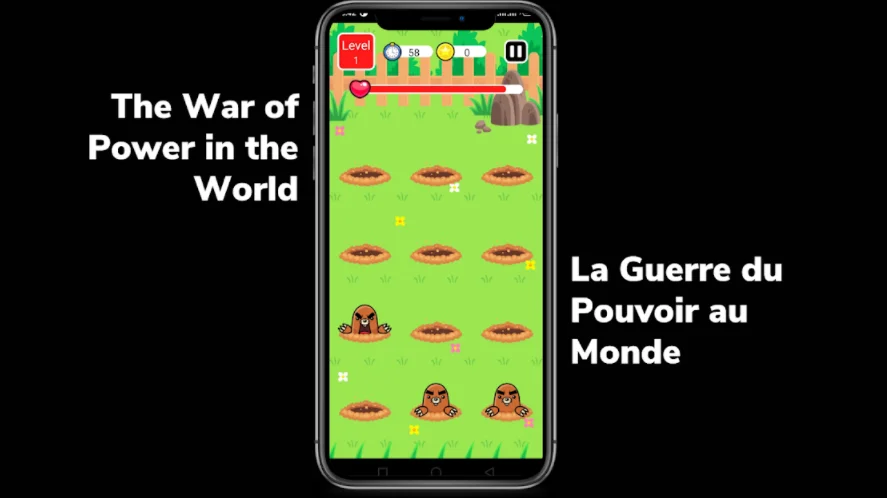 The War of
Power in the
World
Level
1
58
0
La Guerre du
Pouvoir au
Monde